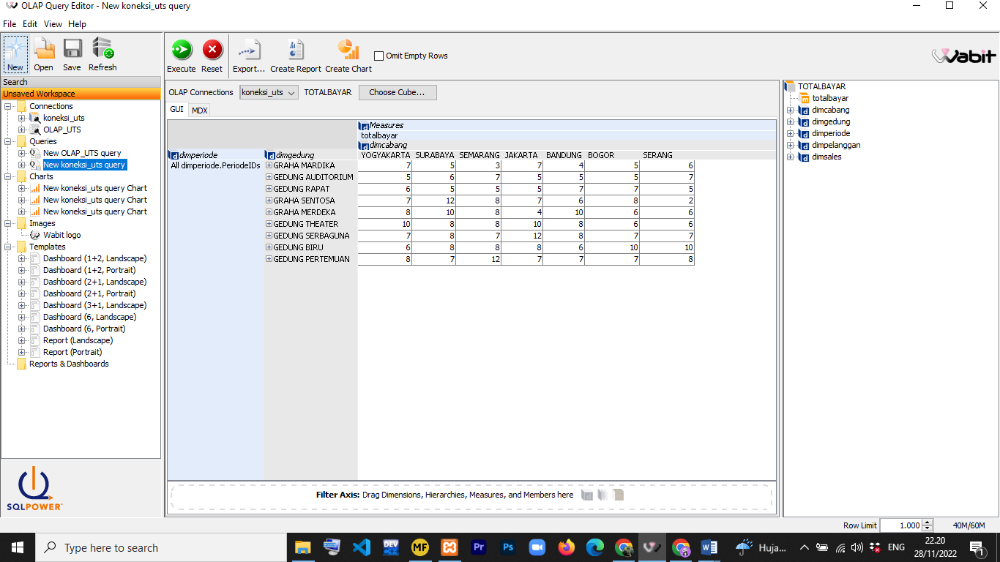 OLAP Query Editor - New koneksi_uts query
File Edit View Help
New Open Save Refresh
Execute Reset Export... Create Report Create Chart Omit Empty Rows
Wabit
Search
Unsaved Workspace
Connections
koneksi_uts
OLAP_UTS
Queries
New OLAP_UTS query
New koneksi_uts query
Charts
New koneksi_uts query Chart
New koneksi_uts query Chart
New koneksi_uts query Chart
Images
Wabit logo
Templates
Dashboard (1+2, Landscape)
Dashboard (1+2, Portrait)
Dashboard (2+1, Landscape)
Dashboard (2+1, Portrait)
Dashboard (3+1, Landscape)
Dashboard (6, Landscape)
Dashboard (6, Portrait)
Report (Landscape)
Report (Portrait)
Reports & Dashboards
SQLPOWER
OLAP Connections koneksi_uts TOTALBAYAR Choose Cube...
GUI MDX
Measures
totalbayar
dimcabang
dimperiode dimgedung YOGYAKARTA SURABAYA SEMARANG JAKARTA BANDUNG BOGOR SERANG
All dimperiode.PeriodeIDs GRAHA MARDIKA 7 5 3 7 4 5 6
GEDUNG AUDITORIUM 5 6 7 5 5 5 7
GEDUNG RAPAT 6 5 5 5 7 7 5
GRAHA SENTOSA 7 12 8 7 6 8 2
GRAHA MERDEKA 8 10 8 4 10 6 6
GEDUNG THEATER 10 8 8 10 8 6 6
GEDUNG SERBAGUNA 7 8 7 12 8 7 7
GEDUNG BIRU 6 8 8 8 6 10 10
GEDUNG PERTEMUAN 8 7 12 7 7 7 8
Filter Axis: Drag Dimensions, Hierarchies, Measures, and Members here
TOTALBAYAR
totalbayar
dimcabang
dimgedung
dimperiode
dimpelanggan
dimsales
Row Limit 1.000 40M/60M
Type here to search
DEV
MF
Pr
Ps
Huja...
ENG
22.20
28/11/2022
1